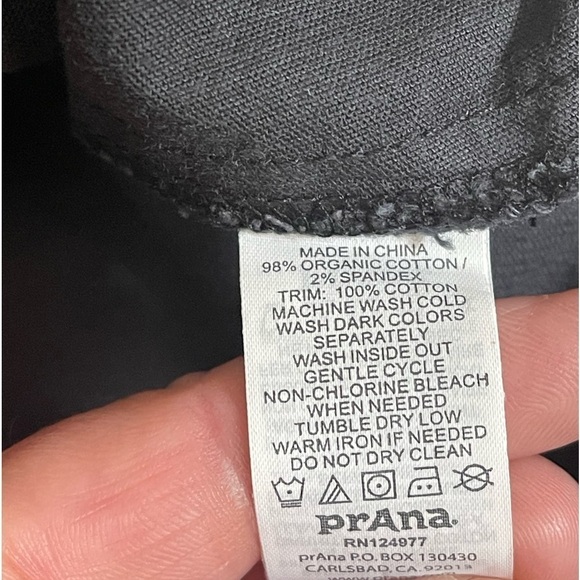 MADE IN CHINA
98% ORGANIC COTTON /
2% SPANDEX
TRIM: 100% COTTON
MACHINE WASH COLD
WASH DARK COLORS
SEPARATELY
WASH INSIDE OUT
GENTLE CYCLE
NON-CHLORINE BLEACH
WHEN NEEDED
TUMBLE DRY LOW
WARM IRON IF NEEDED
DO NOT DRY CLEAN
prAna
RN124977
prAna P.O. BOX 130430
CARLSBAD, CA. 92013